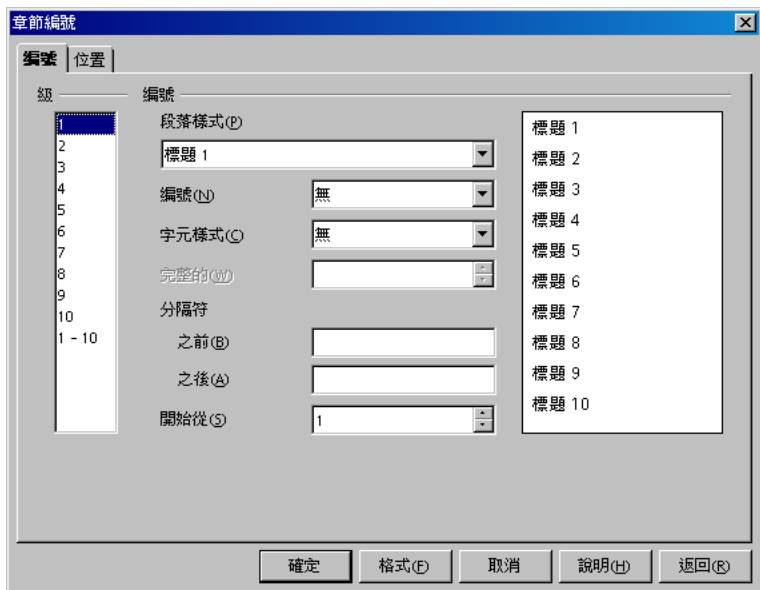 章節編號
編號
位置
級
1
2
3
4
5
6
7
8
9
10
1 - 10
編號
段落樣式(P)
標題 1
編號(N)
無
字元樣式(C)
無
完整的(W)
分隔符
之前(B)
之後(A)
開始從(S)
1
標題 1
標題 2
標題 3
標題 4
標題 5
標題 6
標題 7
標題 8
標題 9
標題 10
確定
格式(F)
取消
說明(H)
返回(R)